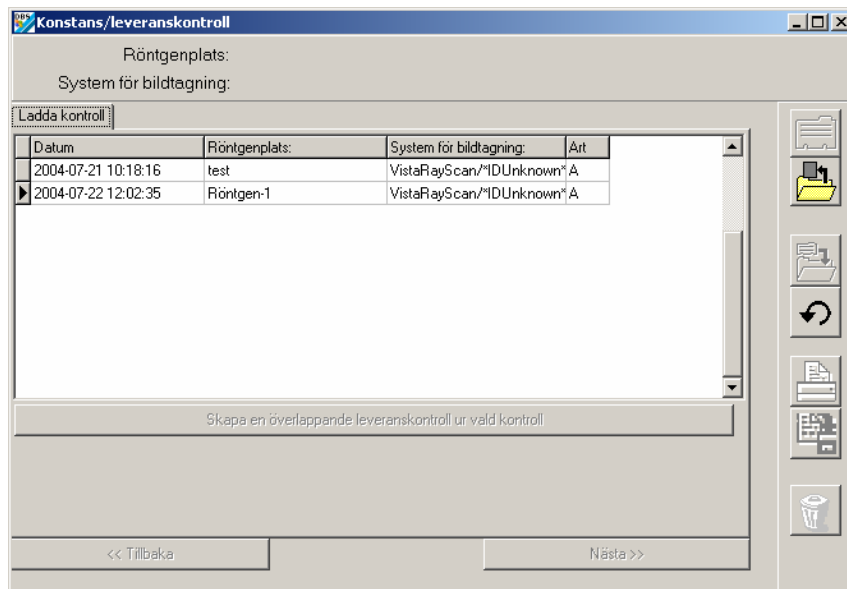 DBS Konstans/leveranskontroll
Röntgenplats:
System för bildtagning:
Ladda kontroll
Datum Röntgenplats: System för bildtagning: Art
2004-07-21 10:18:16 test VistaRayScan/*IDUnknown* A
2004-07-22 12:02:35 Röntgen-1 VistaRayScan/*IDUnknown* A
Skapa en överlappande leveranskontroll ur vald kontroll
<< Tillbaka Nästa >>